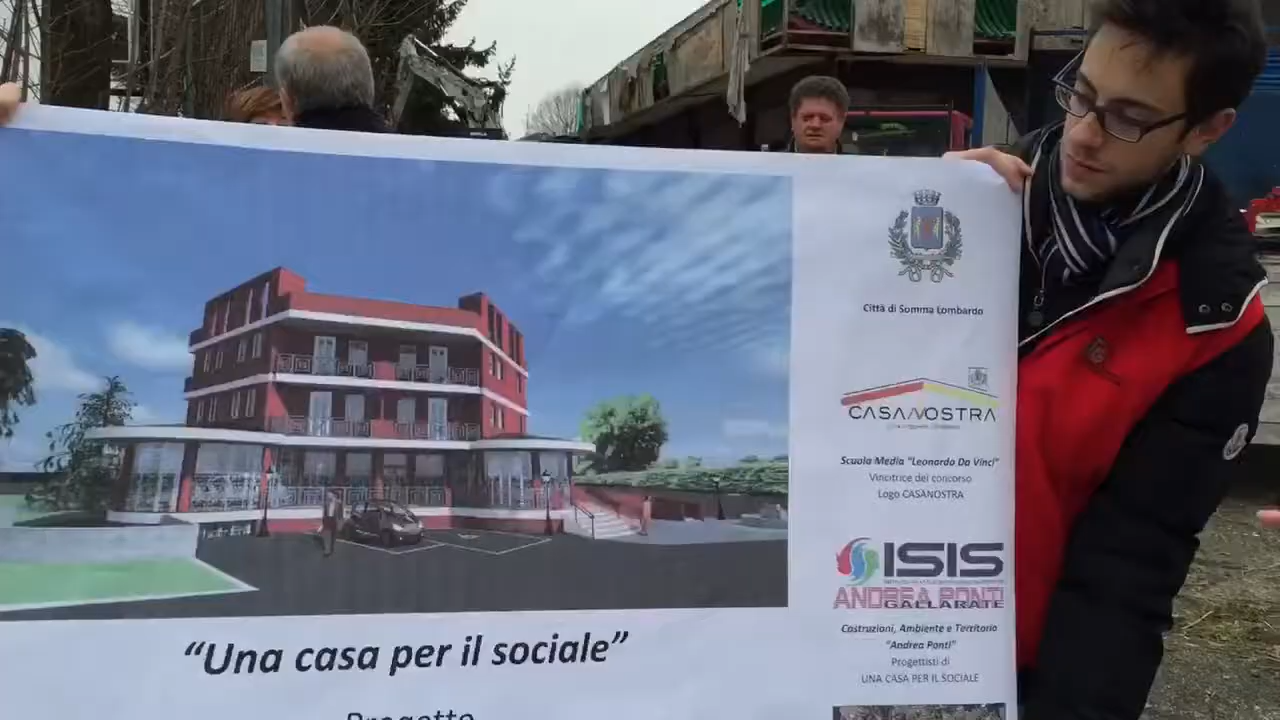 Città di Somma Lombardo
CASANOSTRA
Scuola Media "Leonardo Da Vinci"
Vincitrice del concorso
Logo CASANOSTRA
ISIS
ANDREA PONTI
GALLARATE
Costruzioni, Ambiente e Territorio
"Andrea Ponti"
Progettisti di
UNA CASA PER IL SOCIALE
"Una casa per il sociale"
Progetto